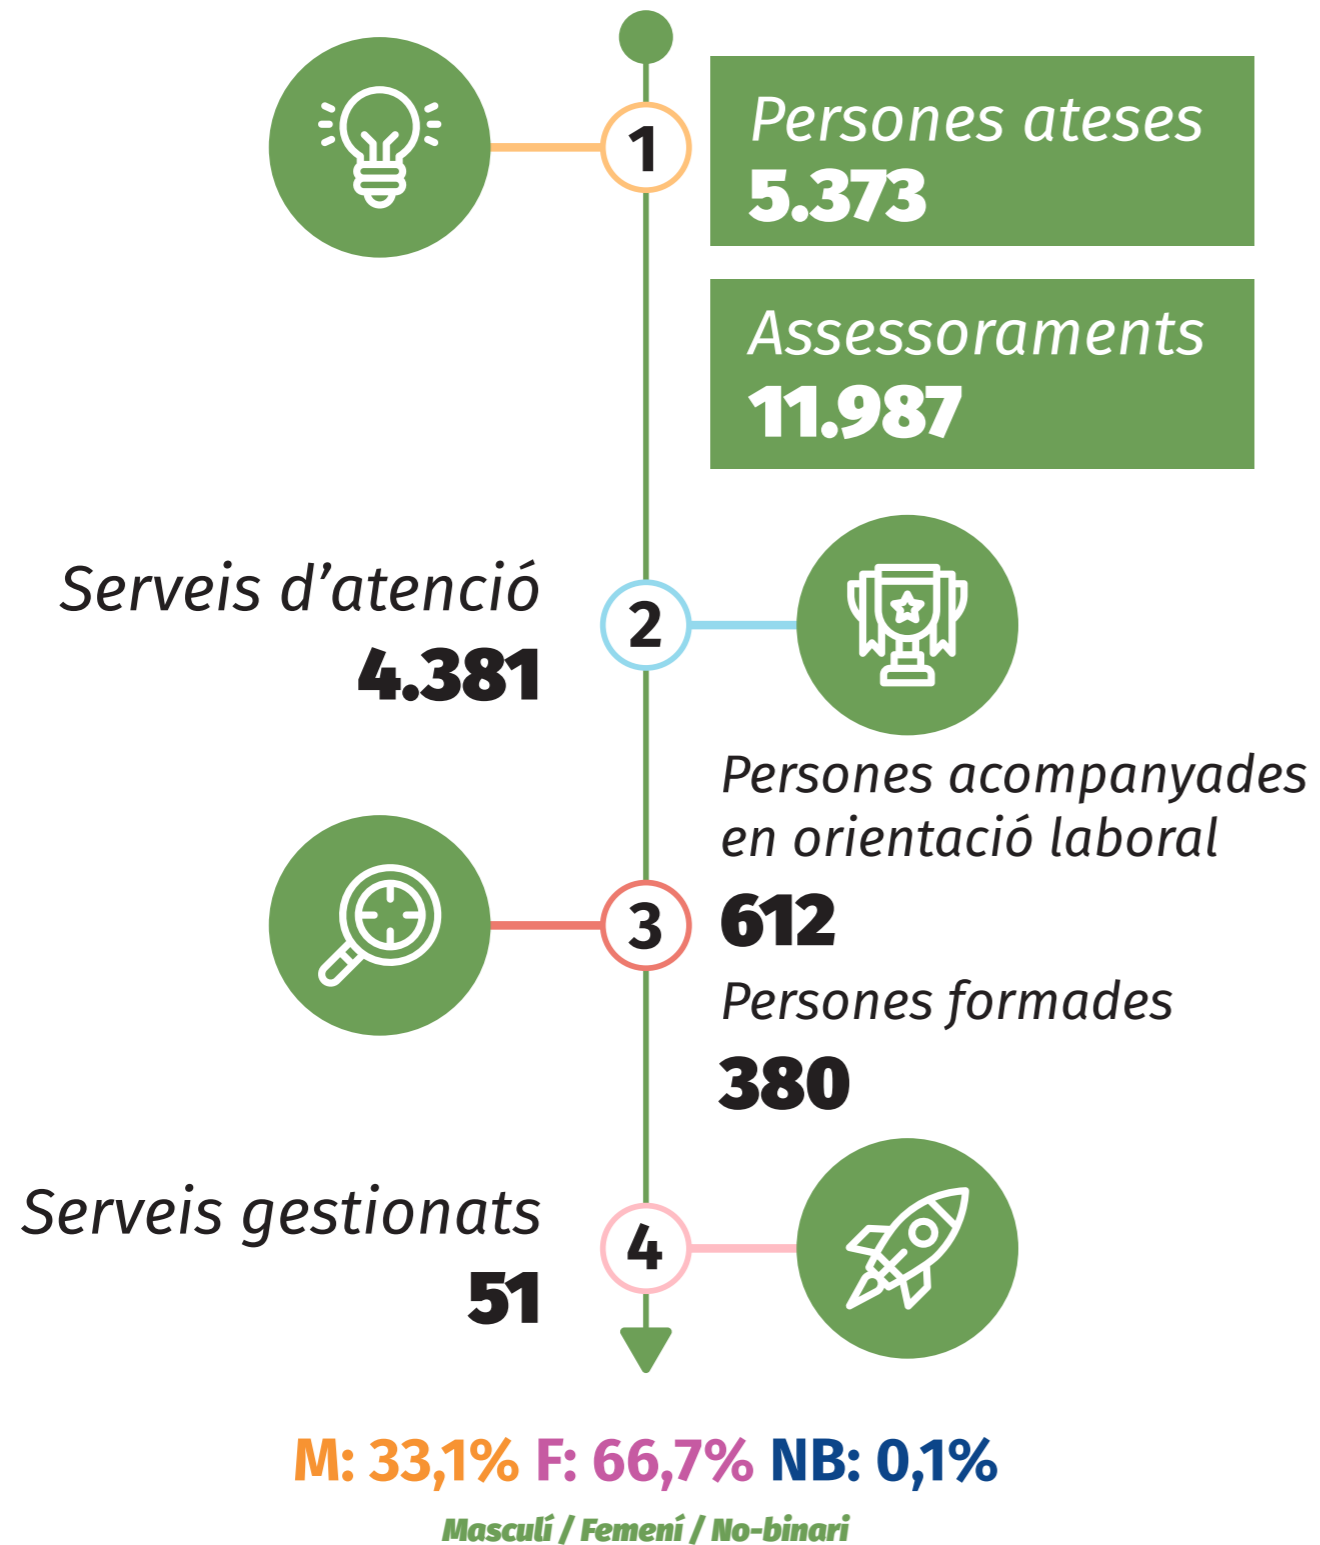 1
Persones ateses
5.373
Assessoraments
11.987
Serveis d’atenció
4.381
2
Persones acompanyades
en orientació laboral
612
3
Persones formades
380
Serveis gestionats
51
4
M: 33,1% F: 66,7% NB: 0,1%
Masculí / Femení / No-binari